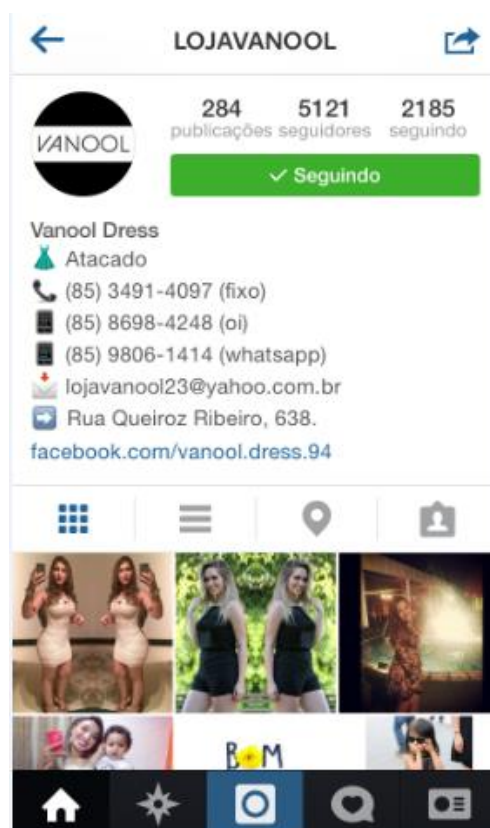 LOJAVANOOL
VANOOL
284 5121 2185
publicações seguidores seguindo
✓ Seguindo
Vanool Dress
Atacado
(85) 3491-4097 (fixo)
(85) 8698-4248 (oi)
(85) 9806-1414 (whatsapp)
lojavanool23@yahoo.com.br
Rua Queiroz Ribeiro, 638.
facebook.com/vanool.dress.94
BOM